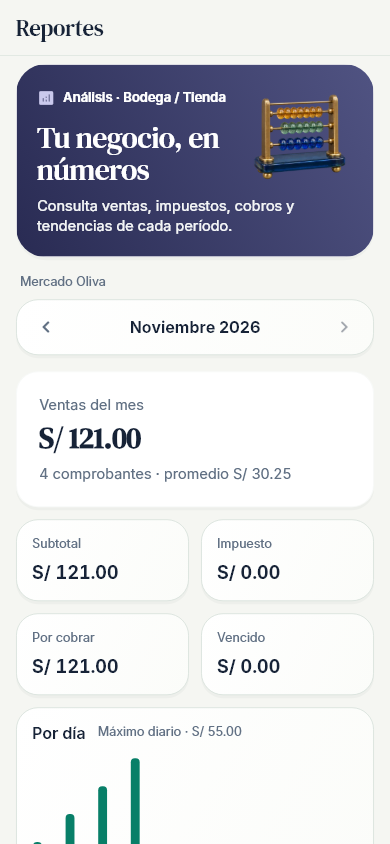 Reportes
Análisis · Bodega / Tienda
Tu negocio, en
números
Consulta ventas, impuestos, cobros y
tendencias de cada período.
Mercado Oliva
Noviembre 2026
Ventas del mes
S/ 121.00
4 comprobantes · promedio S/ 30.25
Subtotal
S/ 121.00
Impuesto
S/ 0.00
Por cobrar
S/ 121.00
Vencido
S/ 0.00
Por día
Máximo diario · S/ 55.00